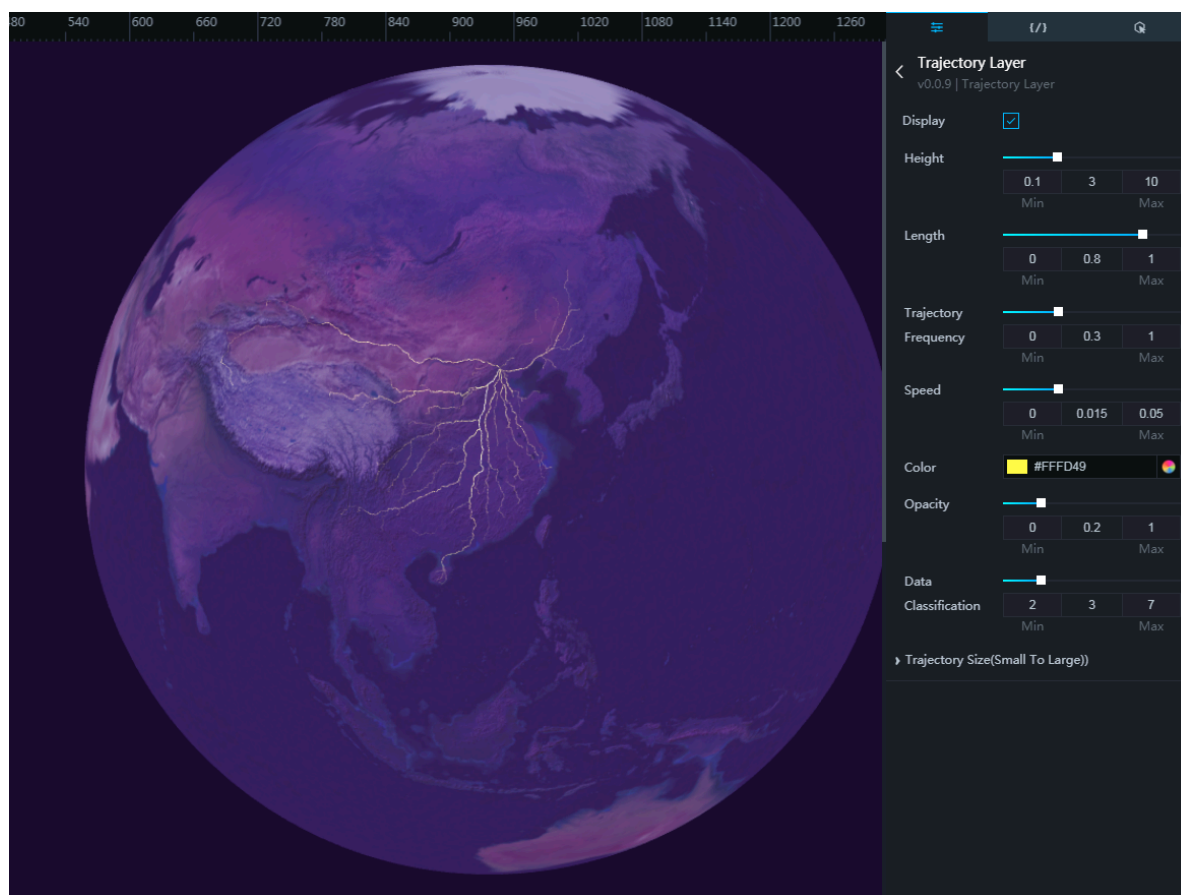 80 540 600 660 720 780 840 900 960 1020 1080 1140 1200 1260
{/}
Trajectory Layer
v0.0.9 | Trajectory Layer
Display
Height
0.1 3 10
Min Max
Length
0 0.8 1
Min Max
Trajectory
Frequency 0 0.3 1
Min Max
Speed
0 0.015 0.05
Min Max
Color #FFFD49
Opacity
0 0.2 1
Min Max
Data
Classification 2 3 7
Min Max
Trajectory Size(Small To Large))